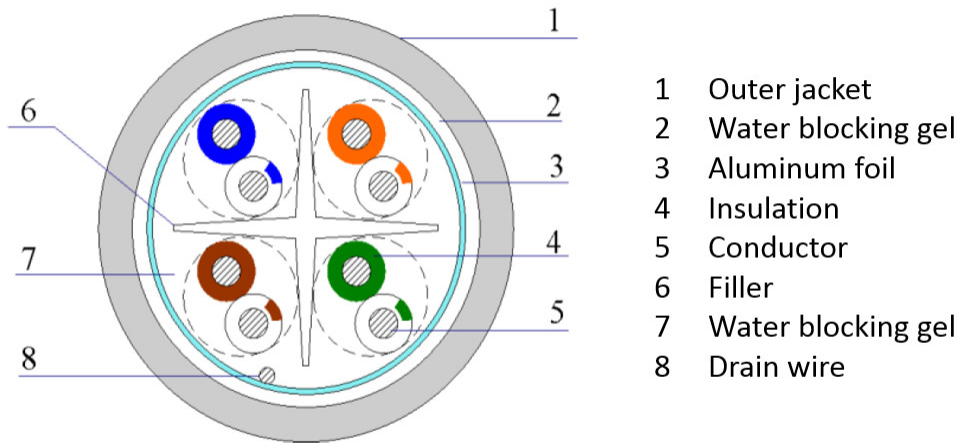 1
2
3
4
5
6
7
8
1 Outer jacket
2 Water blocking gel
3 Aluminum foil
4 Insulation
5 Conductor
6 Filler
7 Water blocking gel
8 Drain wire